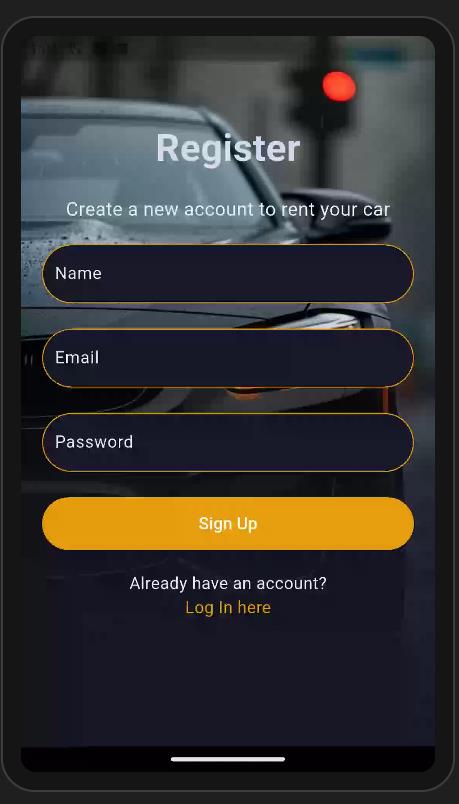 Register
Create a new account to rent your car
Name
Email
Password
Sign Up
Already have an account?
Log In here